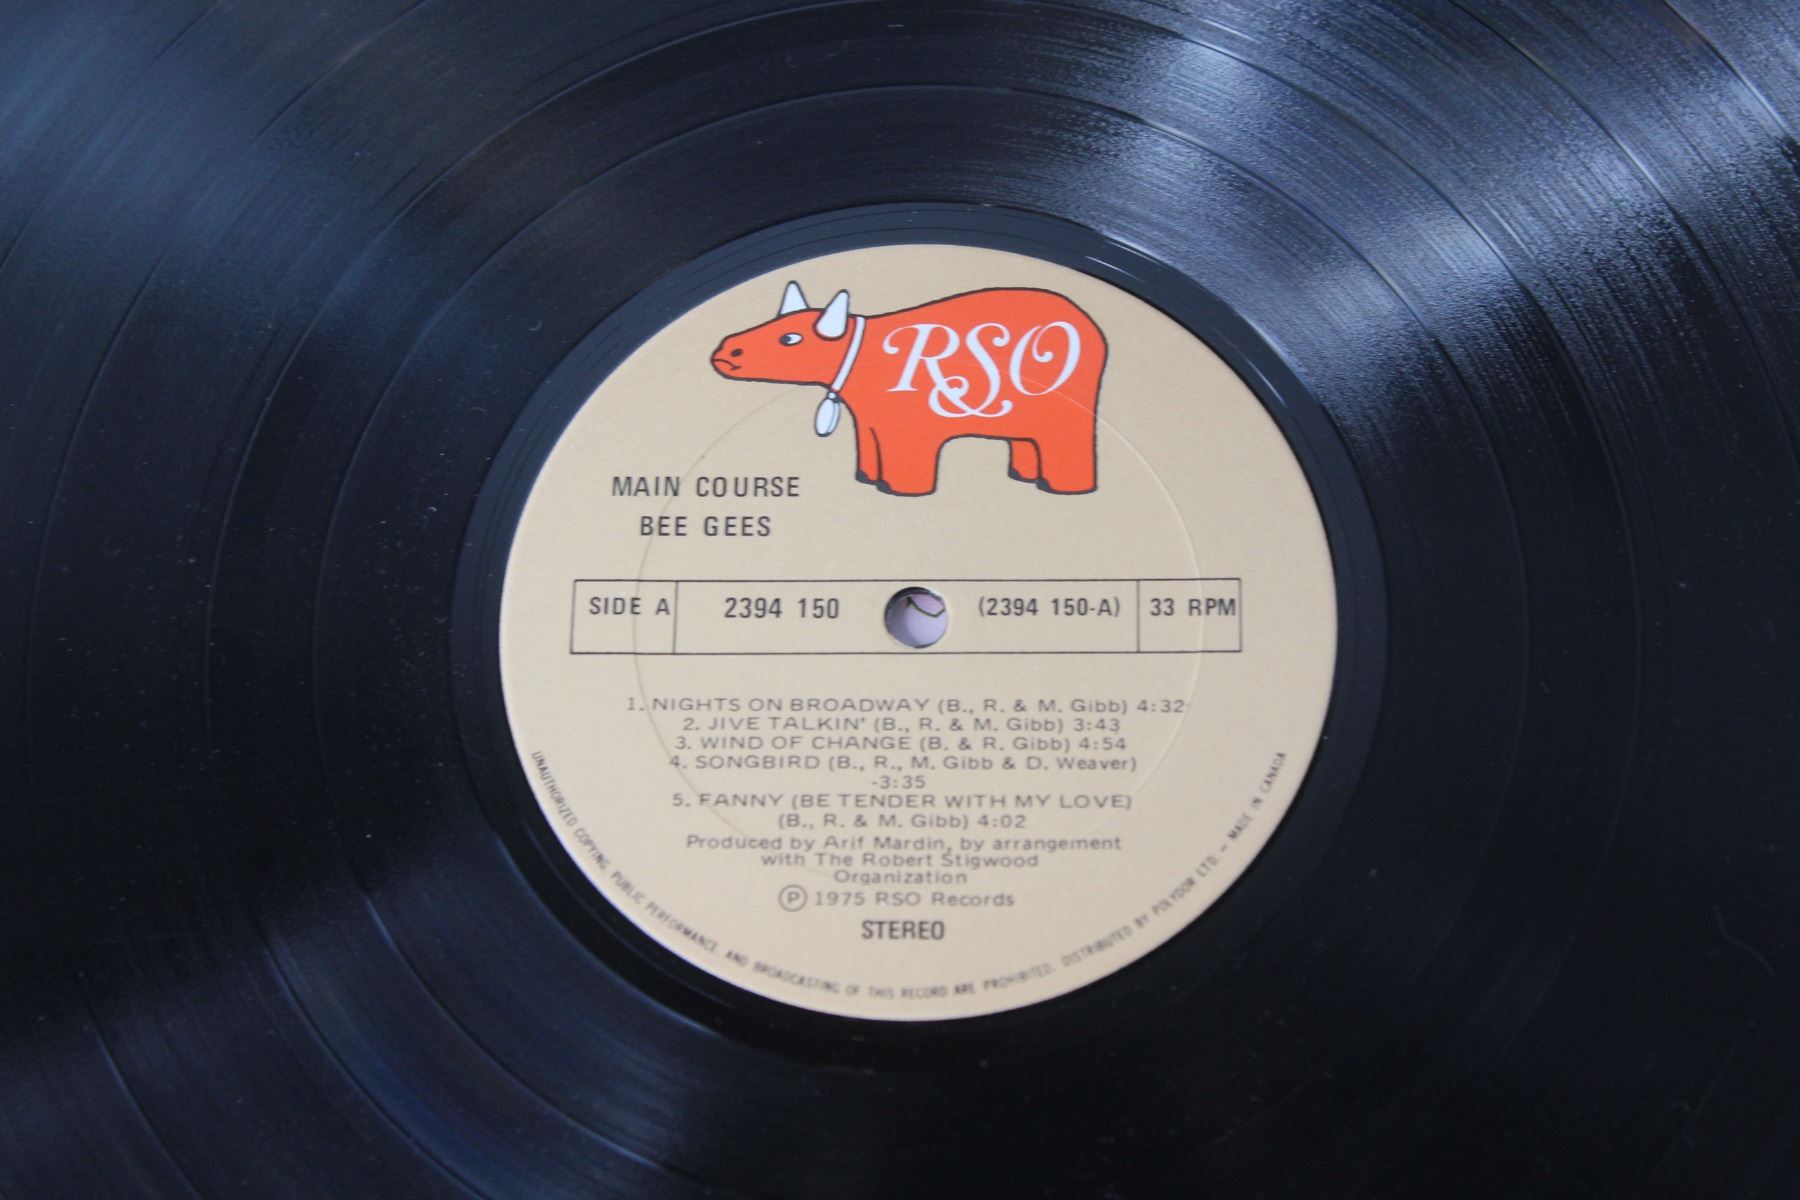 RSO
MAIN COURSE
BEE GEES
SIDE A 2394 150 (2394 150-A) 33 RPM
1. NIGHTS ON BROADWAY (B., R. & M. Gibb) 4:32
2. JIVE TALKIN' (B., R. & M. Gibb) 3:43
3. WIND OF CHANGE (B. & R. Gibb) 4:54
4. SONGBIRD (B., R., M. Gibb & D. Weaver)
-3:35
5. FANNY (BE TENDER WITH MY LOVE)
(B., R. & M. Gibb) 4:02
Produced by Arif Mardin, by arrangement
with The Robert Stigwood
Organization
Ⓟ 1975 RSO Records
STEREO
UNAUTHORIZED COPYING, PUBLIC PERFORMANCE, AND BROADCASTING OF THIS RECORD ARE PROHIBITED. DISTRIBUTED BY POLYDOR LTD. – MADE IN CANADA